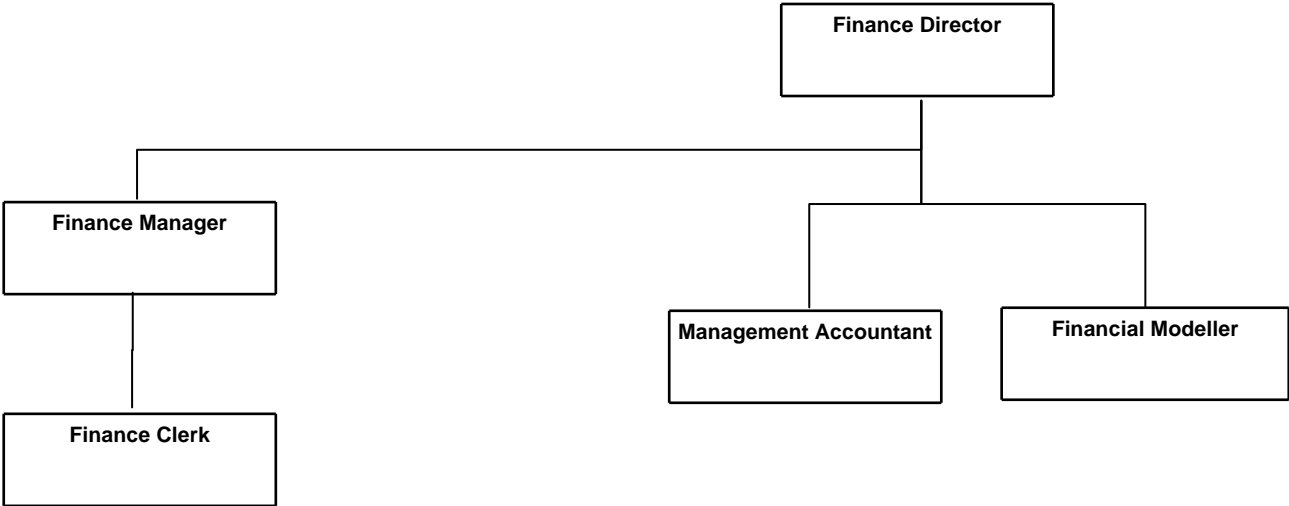 Finance Director
Finance Manager
Management Accountant
Financial Modeller
Finance Clerk